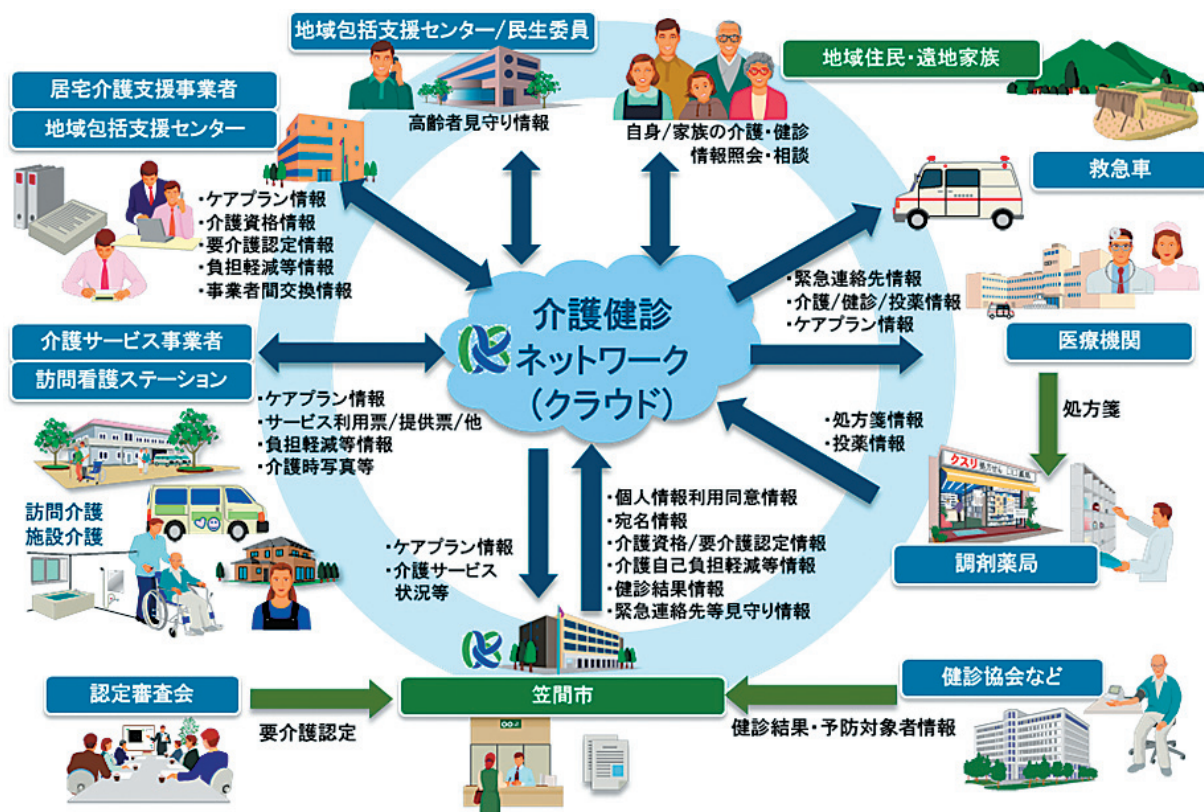 地域包括支援センター/民生委員
高齢者見守り情報
自身/家族の介護・健診
情報照会・相談
地域住民・遠地家族
居宅介護支援事業者
地域包括支援センター
・ケアプラン情報
・介護資格情報
・要介護認定情報
・負担軽減等情報
・事業者間交換情報
救急車
・緊急連絡先情報
・介護/健診/投薬情報
・ケアプラン情報
医療機関
介護健診
ネットワーク
(クラウド)
介護サービス事業者
訪問看護ステーション
・ケアプラン情報
・サービス利用票/提供票/他
・負担軽減等情報
・介護時写真等
訪問介護
施設介護
・処方箋情報
・投薬情報
処方箋
クスリ
調剤薬局
・ケアプラン情報
・介護サービス
状況等
・個人情報利用同意情報
・宛名情報
・介護資格/要介護認定情報
・介護自己負担軽減等情報
・健診結果情報
・緊急連絡先等見守り情報
認定審査会
要介護認定
笠間市
健診協会など
健診結果・予防対象者情報